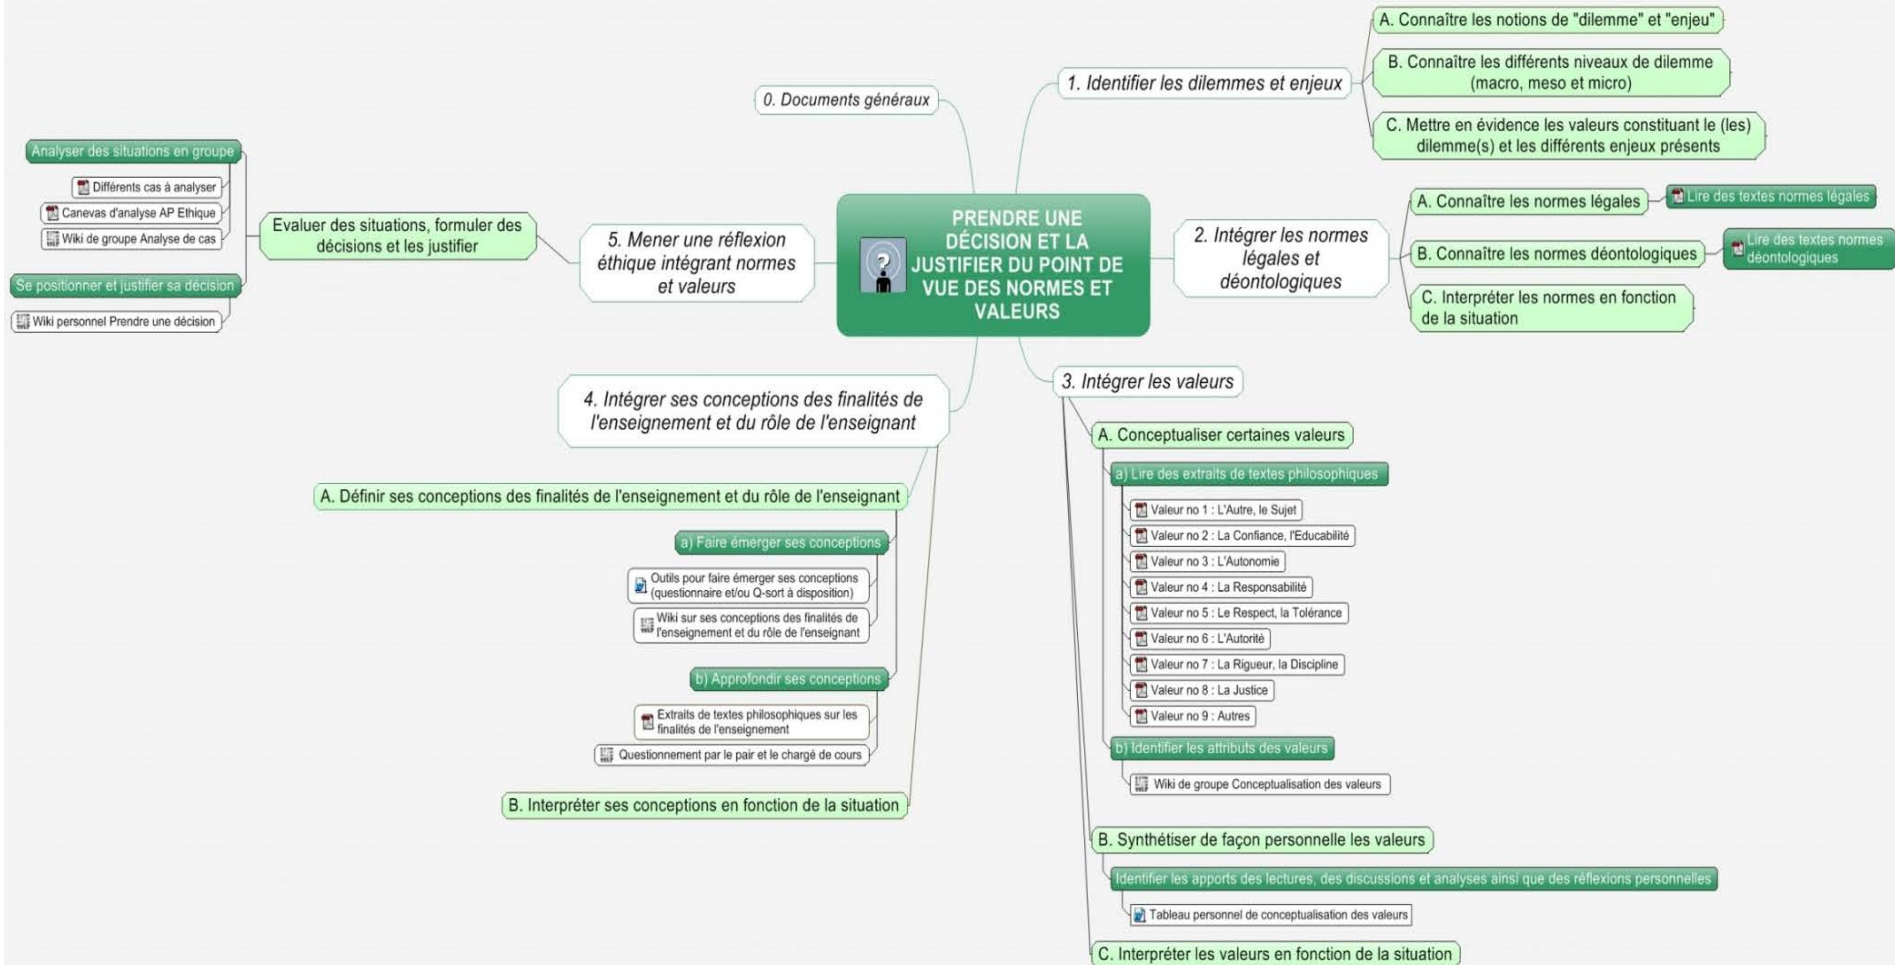 PRENDRE UNE
DÉCISION ET LA
JUSTIFIER DU POINT DE
VUE DES NORMES ET
VALEURS
0. Documents généraux
1. Identifier les dilemmes et enjeux
A. Connaître les notions de "dilemme" et "enjeu"
B. Connaître les différents niveaux de dilemme
(macro, meso et micro)
C. Mettre en évidence les valeurs constituant le (les)
dilemme(s) et les différents enjeux présents
2. Intégrer les normes
légales et
déontologiques
A. Connaître les normes légales
Lire des textes normes légales
B. Connaître les normes déontologiques
Lire des textes normes
déontologiques
C. Interpréter les normes en fonction
de la situation
3. Intégrer les valeurs
A. Conceptualiser certaines valeurs
a) Lire des extraits de textes philosophiques
Valeur no 1 : L'Autre, le Sujet
Valeur no 2 : La Confiance, l'Educabilité
Valeur no 3 : L'Autonomie
Valeur no 4 : La Responsabilité
Valeur no 5 : Le Respect, la Tolérance
Valeur no 6 : L'Autorité
Valeur no 7 : La Rigueur, la Discipline
Valeur no 8 : La Justice
Valeur no 9 : Autres
b) Identifier les attributs des valeurs
Wiki de groupe Conceptualisation des valeurs
B. Synthétiser de façon personnelle les valeurs
Identifier les apports des lectures, des discussions et analyses ainsi que des réflexions personnelles
Tableau personnel de conceptualisation des valeurs
C. Interpréter les valeurs en fonction de la situation
4. Intégrer ses conceptions des finalités de
l'enseignement et du rôle de l'enseignant
A. Définir ses conceptions des finalités de l'enseignement et du rôle de l'enseignant
a) Faire émerger ses conceptions
Outils pour faire émerger ses conceptions
(questionnaire et/ou Q-sort à disposition)
Wiki sur ses conceptions des finalités de
l'enseignement et du rôle de l'enseignant
b) Approfondir ses conceptions
Extraits de textes philosophiques sur les
finalités de l'enseignement
Questionnement par le pair et le chargé de cours
B. Interpréter ses conceptions en fonction de la situation
5. Mener une réflexion
éthique intégrant normes
et valeurs
Evaluer des situations, formuler des
décisions et les justifier
Analyser des situations en groupe
Différents cas à analyser
Canevas d'analyse AP Ethique
Wiki de groupe Analyse de cas
Se positionner et justifier sa décision
Wiki personnel Prendre une décision